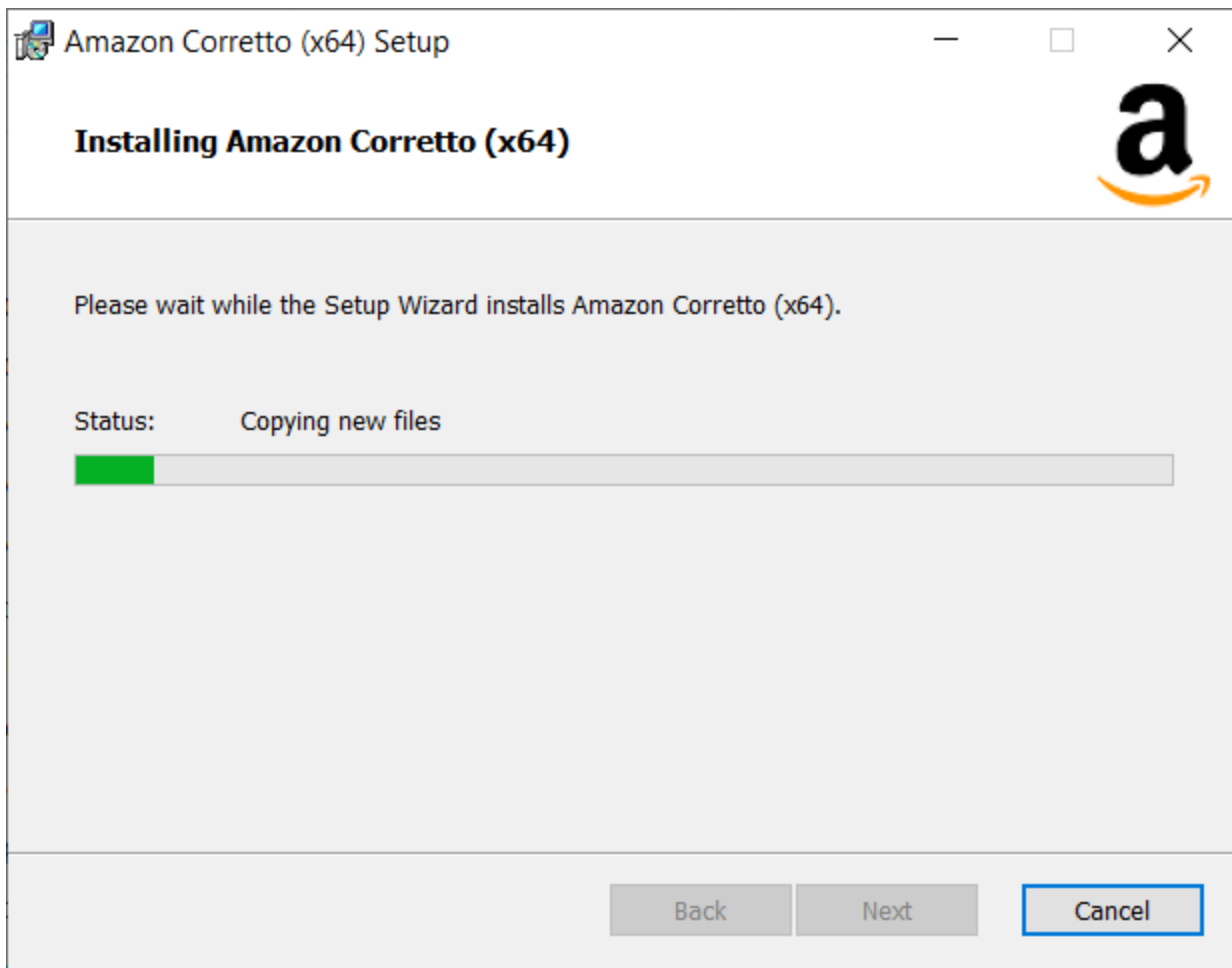 Amazon Corretto (x64) Setup
Installing Amazon Corretto (x64)
a
Please wait while the Setup Wizard installs Amazon Corretto (x64).
Status: Copying new files
Back Next Cancel